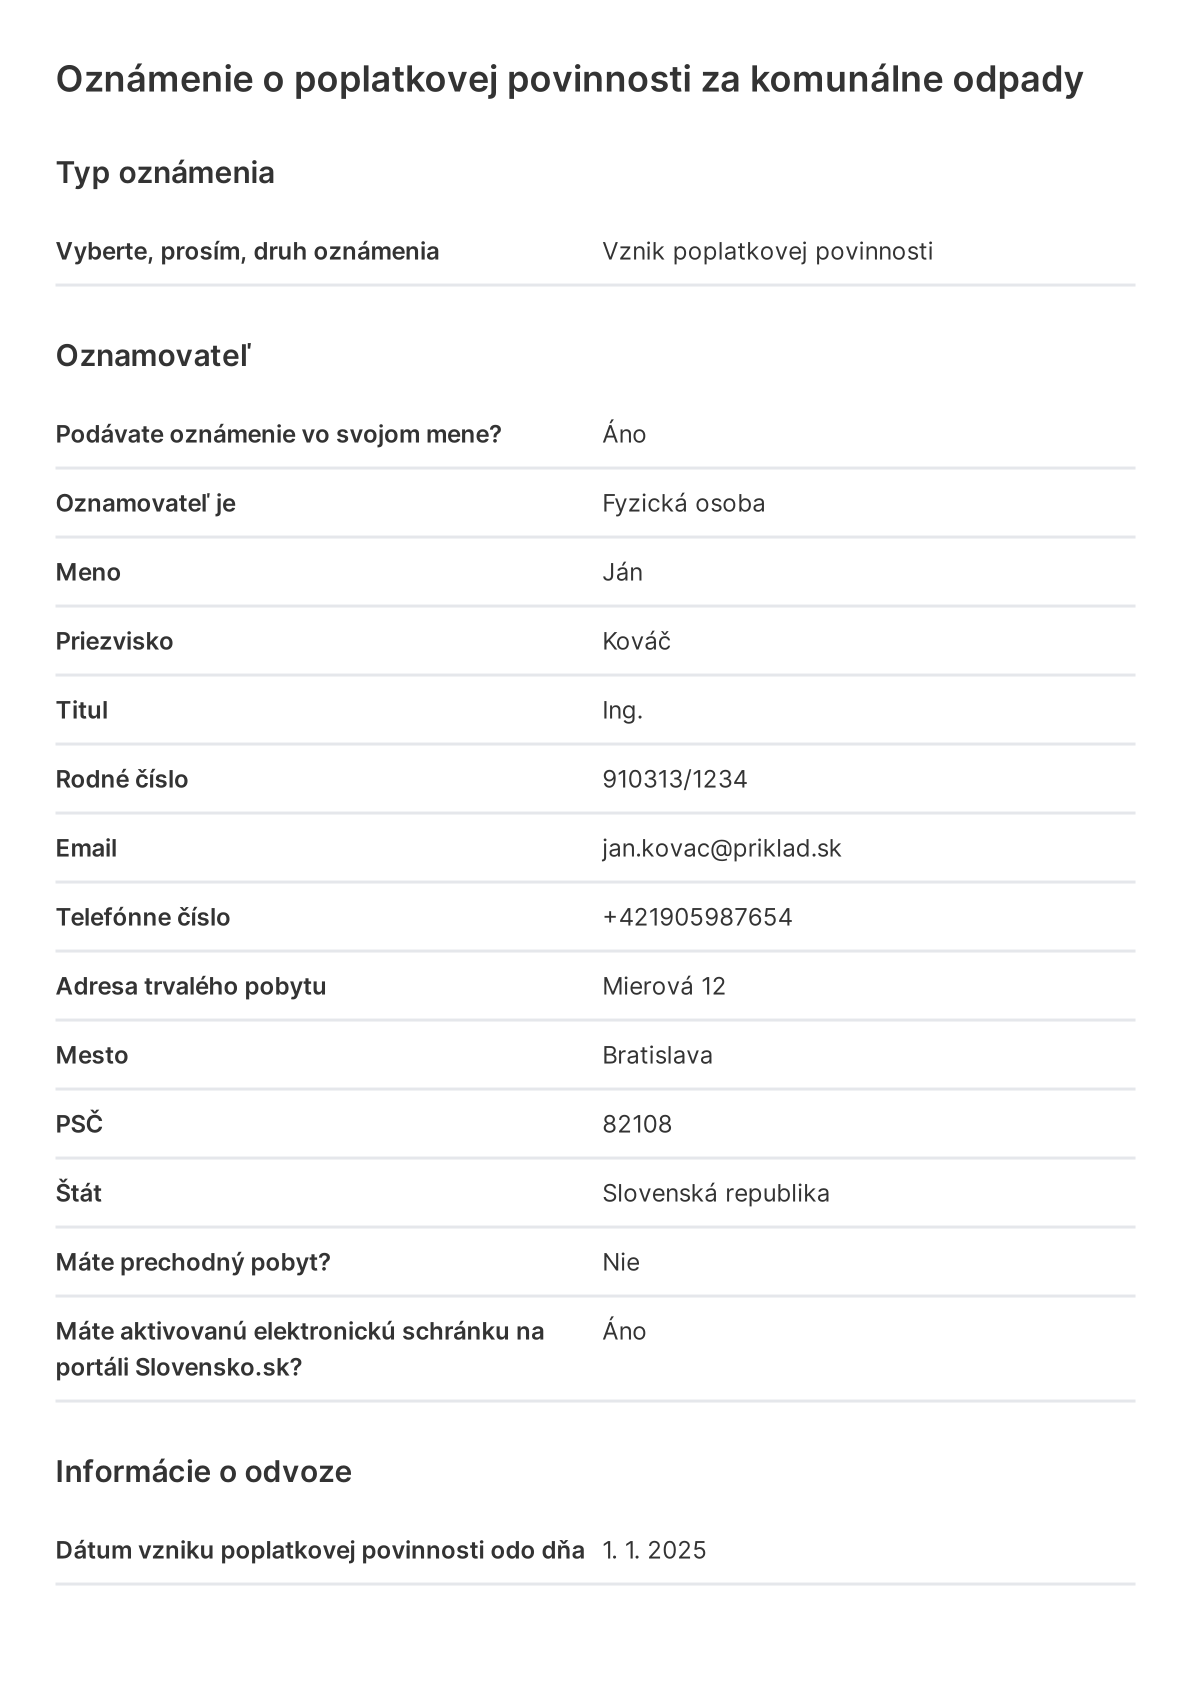 Oznámenie o poplatkovej povinnosti za komunálne odpady
Typ oznámenia
Vyberte, prosím, druh oznámenia Vznik poplatkovej povinnosti
Oznamovateľ
Podávate oznámenie vo svojom mene? Áno
Oznamovateľ je Fyzická osoba
Meno Ján
Priezvisko Kováč
Titul Ing.
Rodné číslo 910313/1234
Email jan.kovac@priklad.sk
Telefónne číslo +421905987654
Adresa trvalého pobytu Mierová 12
Mesto Bratislava
PSČ 82108
Štát Slovenská republika
Máte prechodný pobyt? Nie
Máte aktivovanú elektronickú schránku na Áno
portáli Slovensko.sk?
Informácie o odvoze
Dátum vzniku poplatkovej povinnosti odo dňa 1. 1. 2025